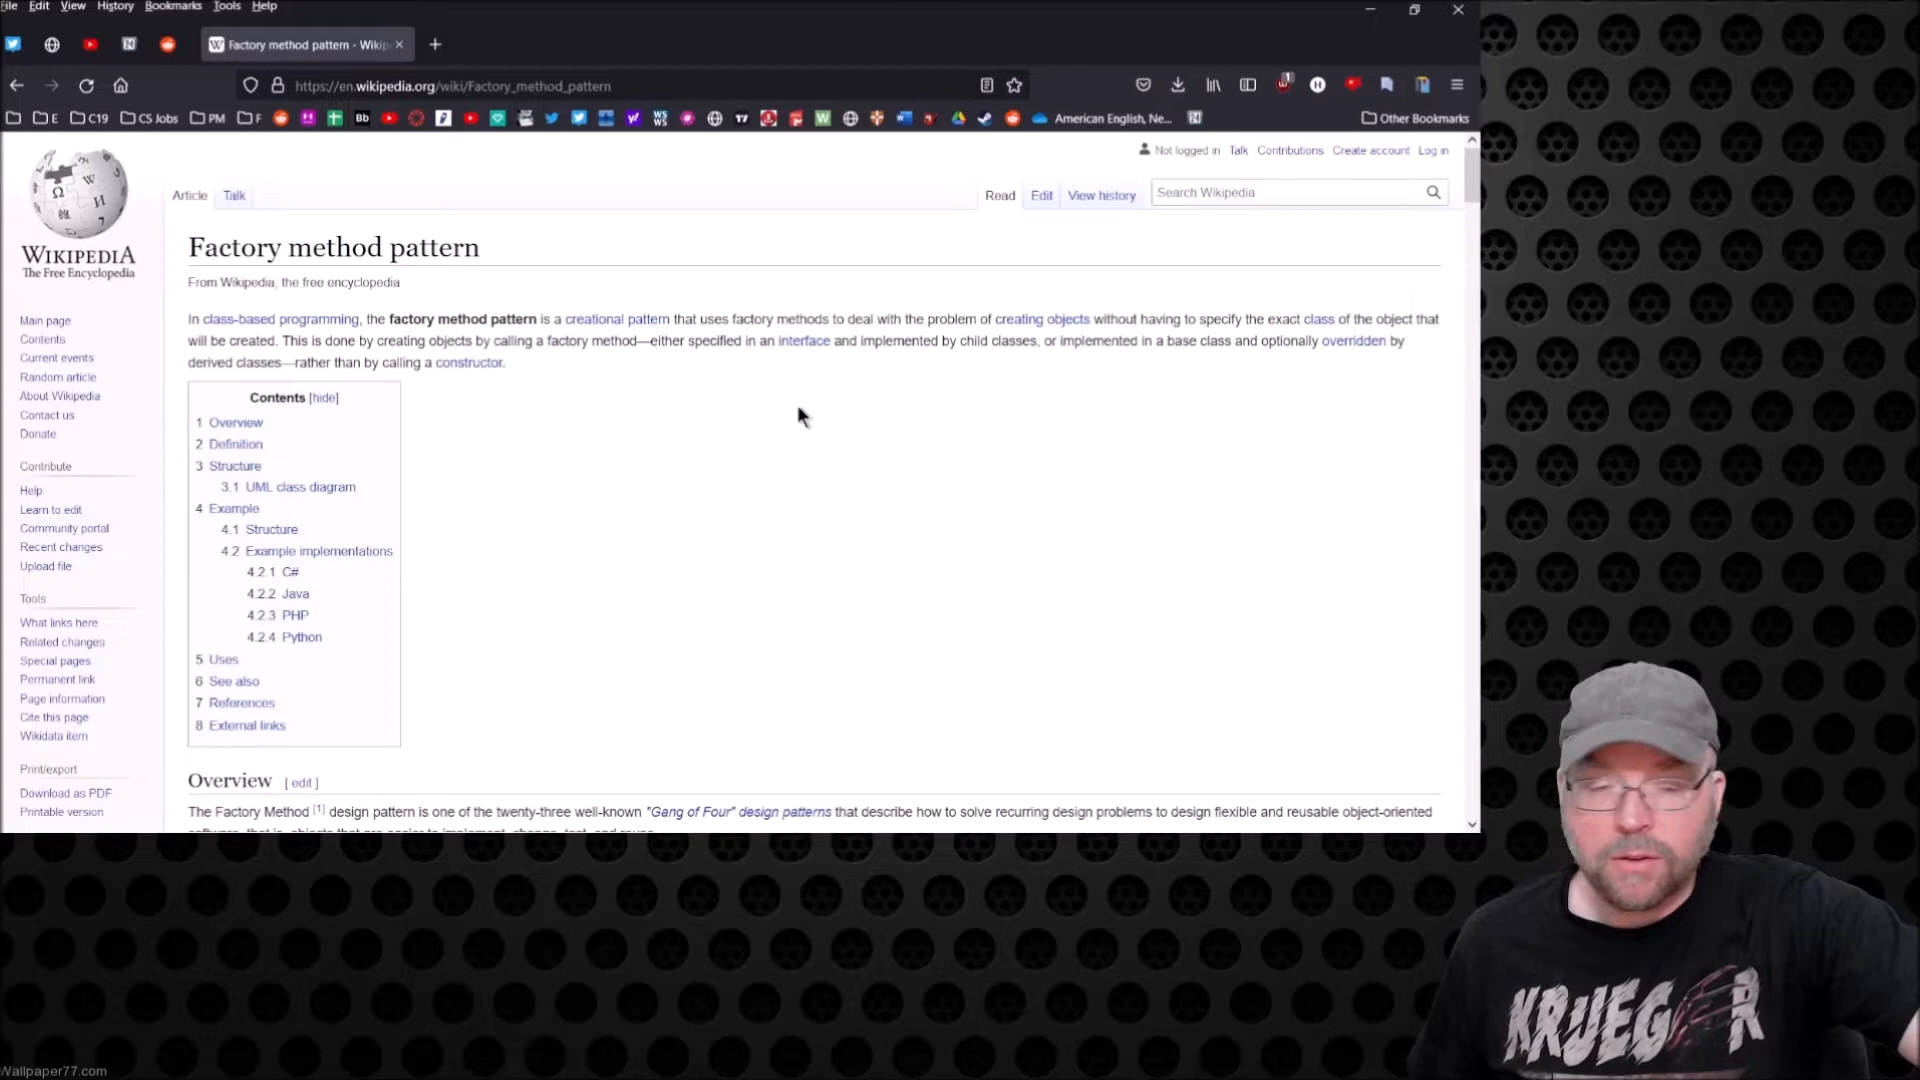 File Edit View History Bookmarks Tools Help
Factory method pattern - Wikip
https://en.wikipedia.org/wiki/Factory_method_pattern
E C19 CS Jobs PM F Bb American English, Ne... Other Bookmarks
Not logged in Talk Contributions Create account Log in
Article Talk Read Edit View history Search Wikipedia
WIKIPEDIA
The Free Encyclopedia
Main page
Contents
Current events
Random article
About Wikipedia
Contact us
Donate
Contribute
Help
Learn to edit
Community portal
Recent changes
Upload file
Tools
What links here
Related changes
Special pages
Permanent link
Page information
Cite this page
Wikidata item
Print/export
Download as PDF
Printable version
Factory method pattern
From Wikipedia, the free encyclopedia
In class-based programming, the factory method pattern is a creational pattern that uses factory methods to deal with the problem of creating objects without having to specify the exact class of the object that
will be created. This is done by creating objects by calling a factory method—either specified in an interface and implemented by child classes, or implemented in a base class and optionally overridden by
derived classes—rather than by calling a constructor.
Contents [hide]
1 Overview
2 Definition
3 Structure
3.1 UML class diagram
4 Example
4.1 Structure
4.2 Example implementations
4.2.1 C#
4.2.2 Java
4.2.3 PHP
4.2.4 Python
5 Uses
6 See also
7 References
8 External links
Overview [ edit ]
The Factory Method [1] design pattern is one of the twenty-three well-known "Gang of Four" design patterns that describe how to solve recurring design problems to design flexible and reusable object-oriented
KRUEGER
Wallpaper77.com